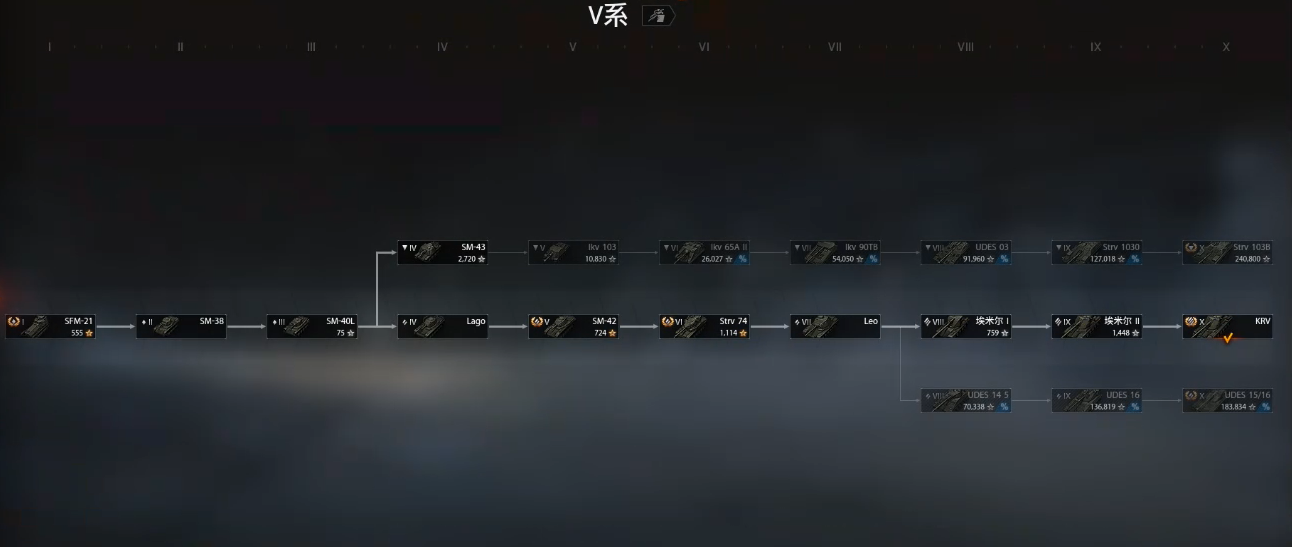 V系
I II III IV V VI VII VIII IX X
IV SM-43
2,720
V Ikv 103
10,830
VI Ikv 65A II
26,027 %
VII Ikv 90TB
54,050 %
VIII UDES 03
91,960 %
IX Strv 1030
127,018 %
X Strv 103B
240,800
I SFM-21
555
II SM-38
III SM-40L
75
IV Lago
V SM-42
724
VI Strv 74
1,114
VII Leo
VIII 埃米尔 I
759
IX 埃米尔 II
1,448
X KRV
VIII UDES 14 5
70,338 %
IX UDES 16
136,819 %
X UDES 15/16
183,834 %